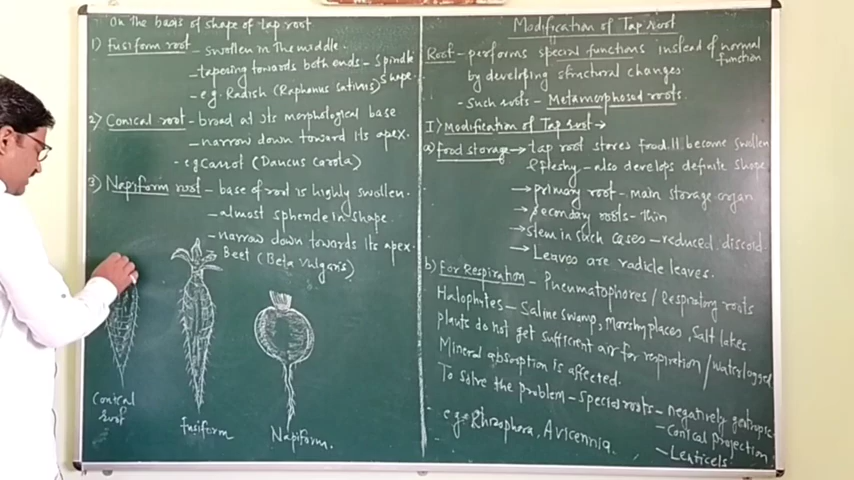 On the basis of shape of tap root
1) Fusiform root - swollen in the middle.
- tapering towards both ends - spindle shape.
- e.g. Radish (Raphanus sativus)
2) Conical root - broad at its morphological base
- narrow down toward its apex.
- eg Carrot (Daucus carota)
3) Napiform root - base of root is highly swollen.
- almost sphercle in shape
- narrow down towards its apex.
Beet (Beta vulgaris)
Conical root
fusiform
Napiform.
Modification of Tap Root
Root - performs special functions instead of normal function
by developing structural changes.
- Such roots - Metamorphosed roots.
I) Modification of Tap root →
(a) food storage → tap root stores food. It become swollen
& fleshy - also develops definite shape
→ primary root - main storage organ
→ secondary roots - thin
→ Stem in such cases - reduced, discoid.
→ Leaves are radicle leaves.
b) For Respiration - Pneumatophores / Respiratory roots
Halophytes - Saline swamp, Marshy places, Salt lakes.
plants do not get sufficient air for respiretion / waterlogged
Mineral absorption is affected.
To solve the problem - special roots - negatively geotropic
- Conical projection
- Lenticels
e.g. Rhizophora, Avicennia.